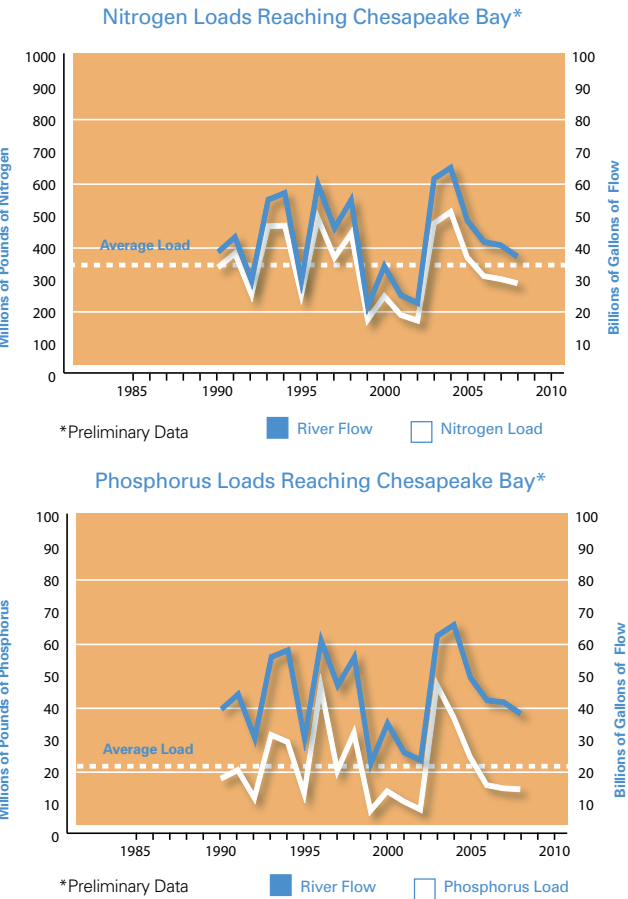 Nitrogen Loads Reaching Chesapeake Bay*
Millions of Pounds of Nitrogen
1000
900
800
700
600
500
400
300
200
100
0
Average Load
100
90
80
70
60
50
40
30
20
10
Billions of Gallons of Flow
1985 1990 1995 2000 2005 2010
*Preliminary Data
River Flow
Nitrogen Load
Phosphorus Loads Reaching Chesapeake Bay*
Millions of Pounds of Phosphorus
100
90
80
70
60
50
40
30
20
10
0
Average Load
100
90
80
70
60
50
40
30
20
10
Billions of Gallons of Flow
1985 1990 1995 2000 2005 2010
*Preliminary Data
River Flow
Phosphorus Load